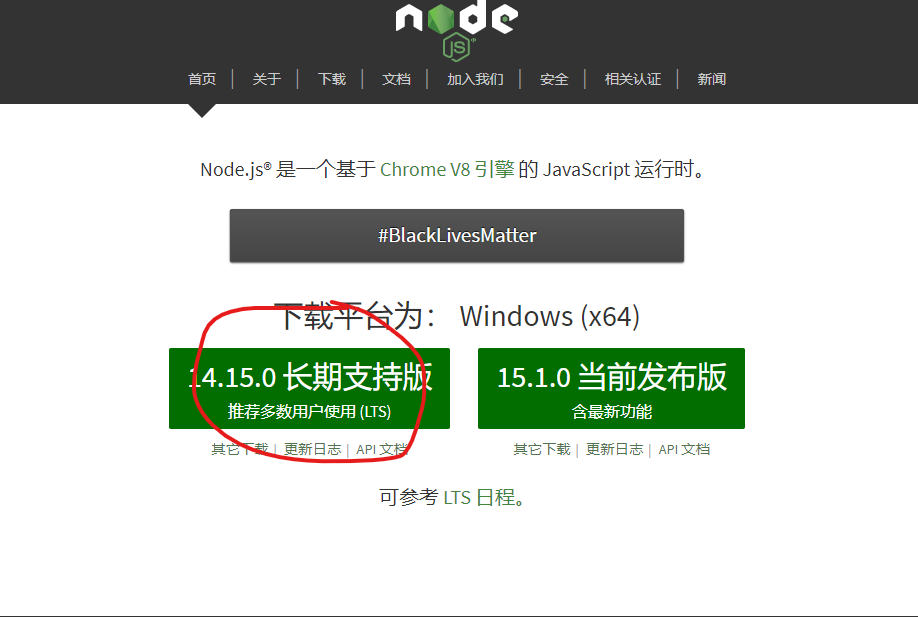 node
JS
首页 | 关于 | 下载 | 文档 | 加入我们 | 安全 | 相关认证 | 新闻
Node.js® 是一个基于 Chrome V8 引擎 的 JavaScript 运行时。
#BlackLivesMatter
下载平台为： Windows (x64)
14.15.0 长期支持版
推荐多数用户使用 (LTS)
其它下载 | 更新日志 | API 文档
15.1.0 当前发布版
含最新功能
其它下载 | 更新日志 | API 文档
可参考 LTS 日程。